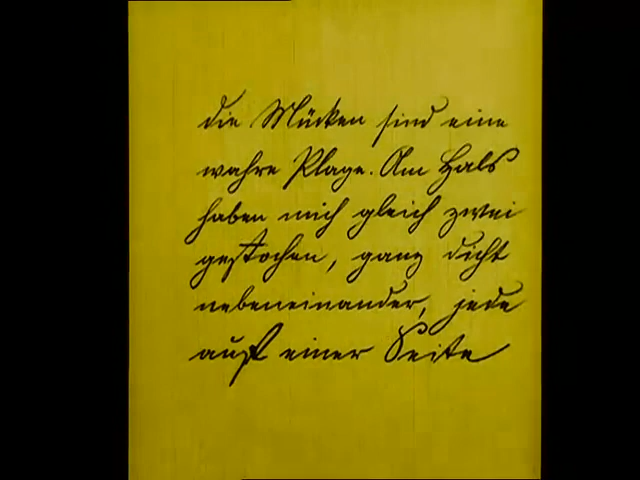 die Mücken sind eine
wahre Plage. Am Hals
haben mich gleich zwei
gestochen, ganz dicht
nebeneinander, jede
auf einer Seite